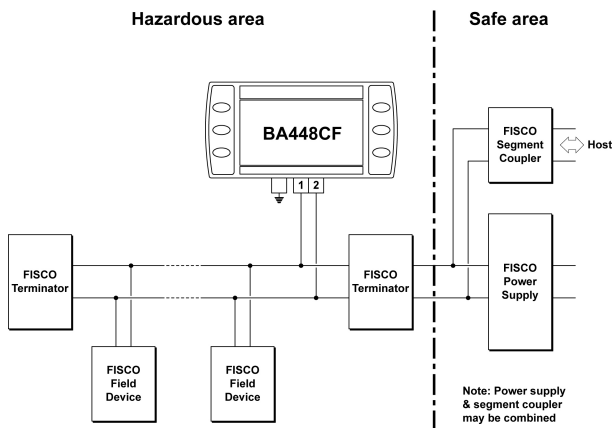 Hazardous area
Safe area
BA448CF
1 2
FISCO
Segment
Coupler
Host
FISCO
Terminator
FISCO
Terminator
FISCO
Power
Supply
FISCO
Field
Device
FISCO
Field
Device
Note: Power supply
& segment coupler
may be combined